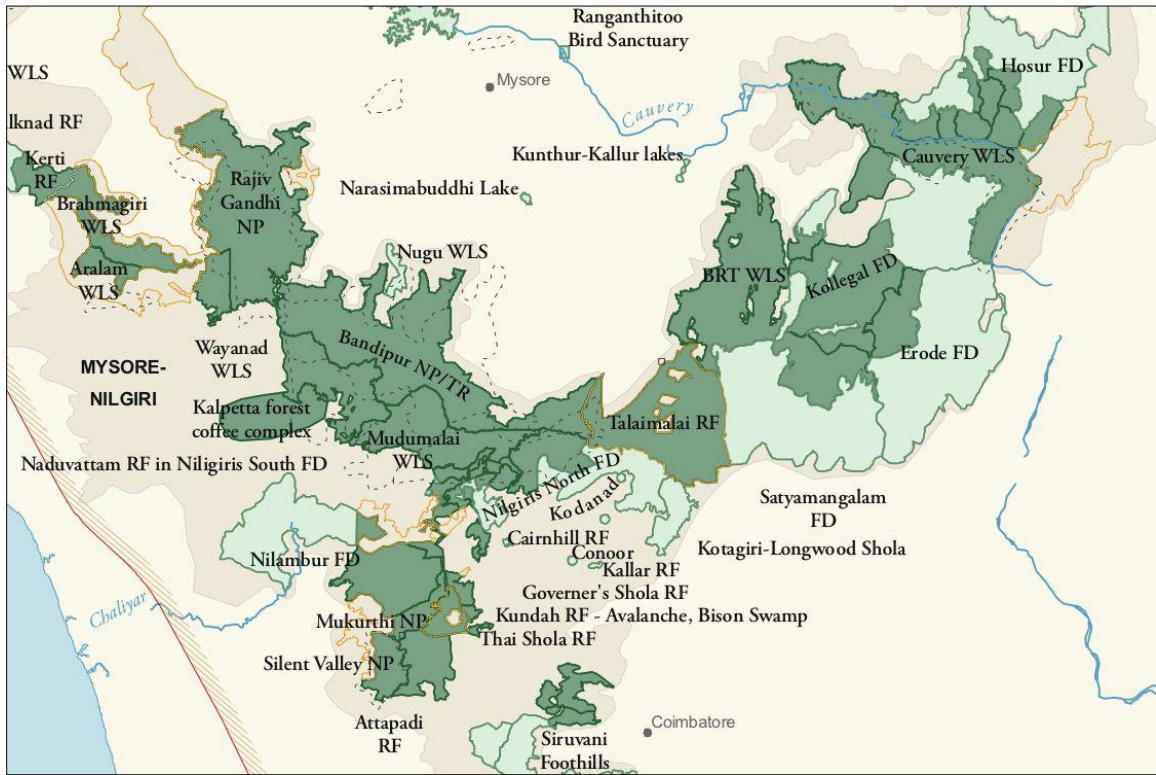 Ranganthitoo
Bird Sanctuary
Hosur FD
WLS
Mysore
Cauvery
lknad RF
Kerti
RF
Kunthur-Kallur lakes
Cauvery WLS
Rajiv
Gandhi
NP
Narasimabuddhi Lake
Brahmagiri
WLS
Nugu WLS
Aralam
WLS
BRT WLS
Kollegal FD
Wayanad
WLS
Bandipur NP/TR
Erode FD
MYSORE-
NILGIRI
Kalpetta forest
coffee complex
Mudumalai
WLS
Talaimalai RF
Naduvattam RF in Niligiris South FD
Nilgiris North FD
Kodanad
Satyamangalam
FD
Cairnhill RF
Kotagiri-Longwood Shola
Conoor
Nilambur FD
Kallar RF
Governer's Shola RF
Chaliyar
Mukurthi NP
Kundah RF - Avalanche, Bison Swamp
Thai Shola RF
Silent Valley NP
Attapadi
RF
Coimbatore
Siruvani
Foothills